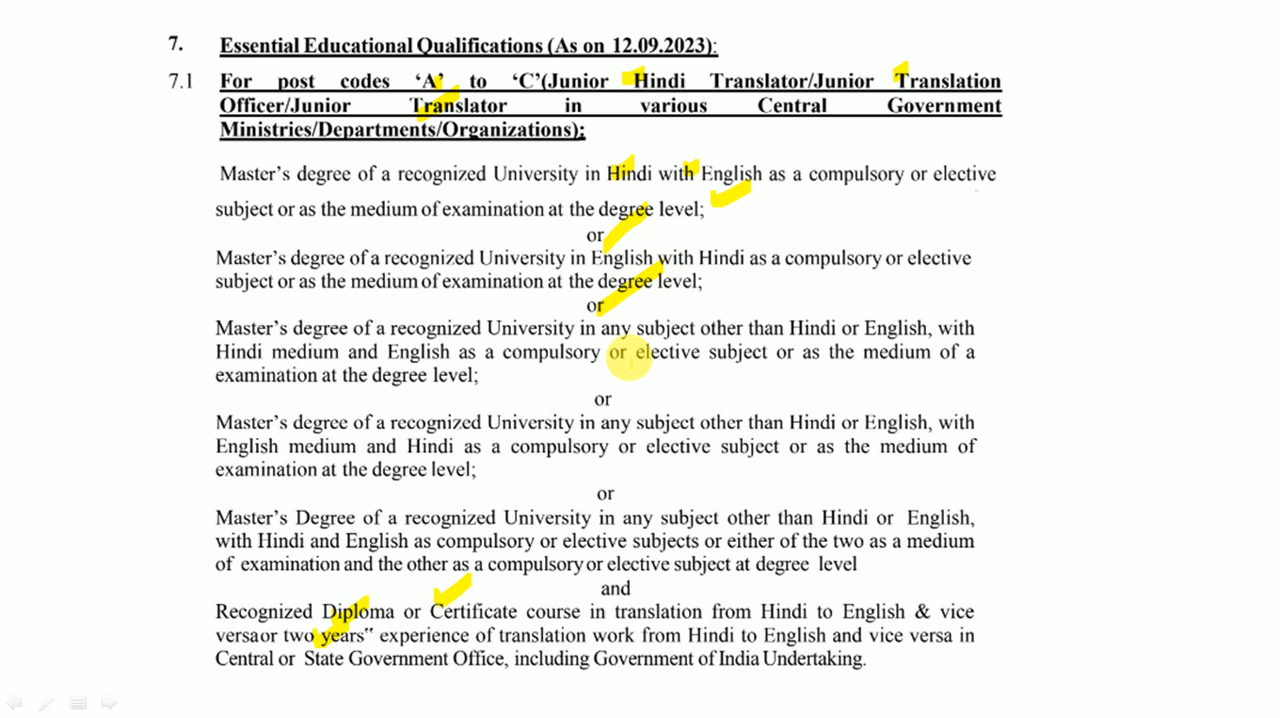 7. Essential Educational Qualifications (As on 12.09.2023):
7.1 For post codes ‘A’ to ‘C’(Junior Hindi Translator/Junior Translation
Officer/Junior Translator in various Central Government
Ministries/Departments/Organizations);
Master’s degree of a recognized University in Hindi with English as a compulsory or elective
subject or as the medium of examination at the degree level;
or
Master’s degree of a recognized University in English with Hindi as a compulsory or elective
subject or as the medium of examination at the degree level;
or
Master’s degree of a recognized University in any subject other than Hindi or English, with
Hindi medium and English as a compulsory or elective subject or as the medium of a
examination at the degree level;
or
Master’s degree of a recognized University in any subject other than Hindi or English, with
English medium and Hindi as a compulsory or elective subject or as the medium of
examination at the degree level;
or
Master’s Degree of a recognized University in any subject other than Hindi or English,
with Hindi and English as compulsory or elective subjects or either of the two as a medium
of examination and the other as a compulsory or elective subject at degree level
and
Recognized Diploma or Certificate course in translation from Hindi to English & vice
versaor two years‟ experience of translation work from Hindi to English and vice versa in
Central or State Government Office, including Government of India Undertaking.